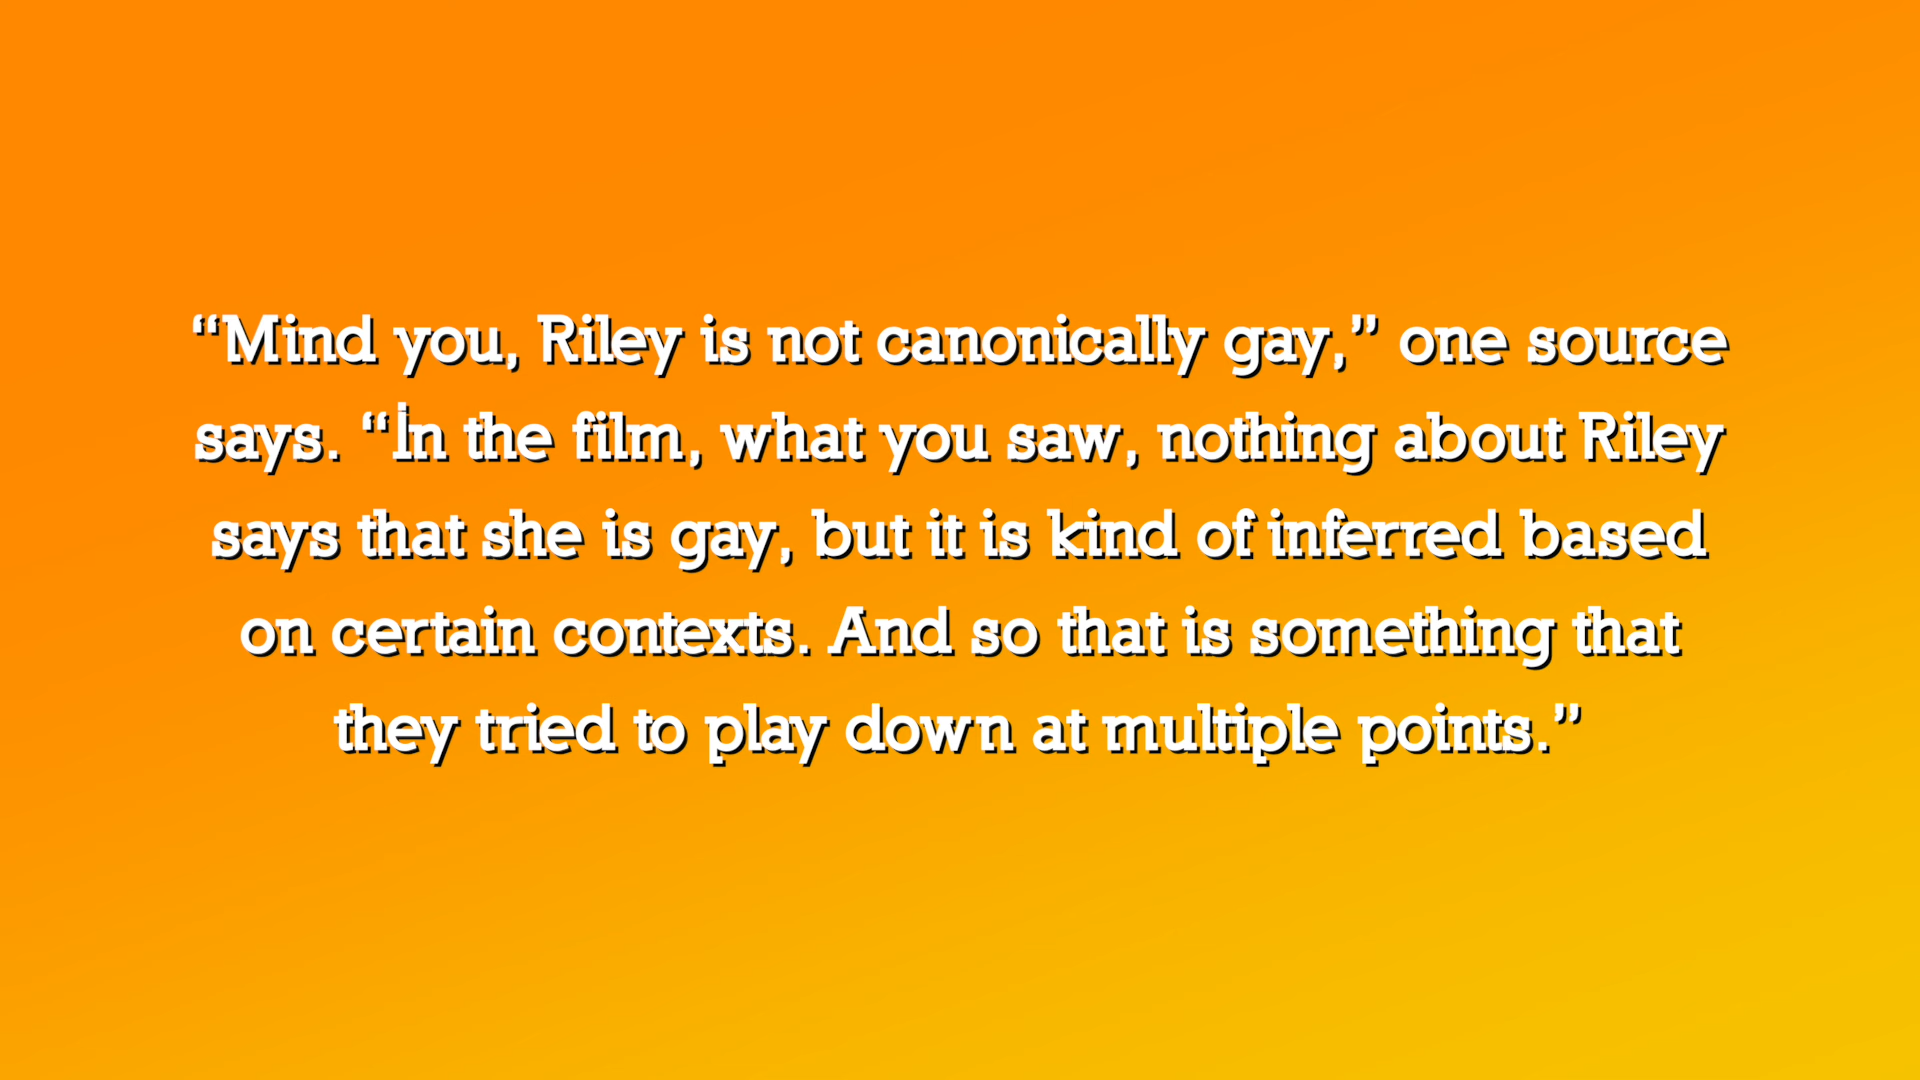 “Mind you, Riley is not canonically gay,” one source
says. “İn the film, what you saw, nothing about Riley
says that she is gay, but it is kind of inferred based
on certain contexts. And so that is something that
they tried to play down at multiple points.”